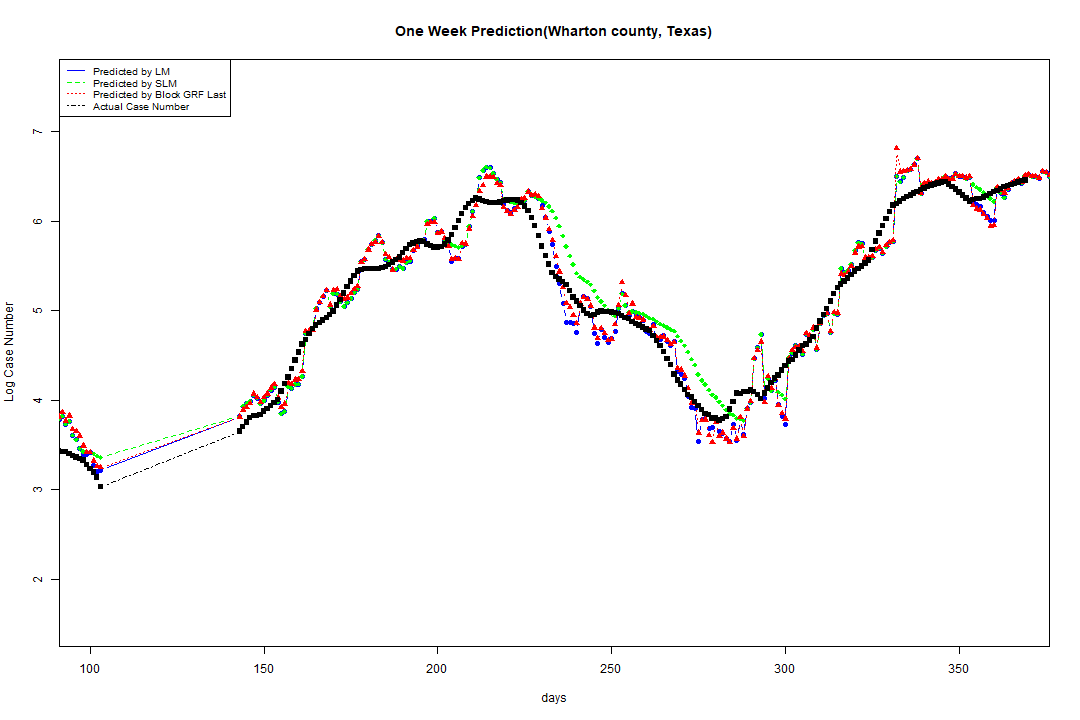 One Week Prediction(Wharton county, Texas)
Predicted by LM
Predicted by SLM
Predicted by Block GRF Last
Actual Case Number
7
6
5
4
3
2
Log Case Number
100 150 200 250 300 350
days